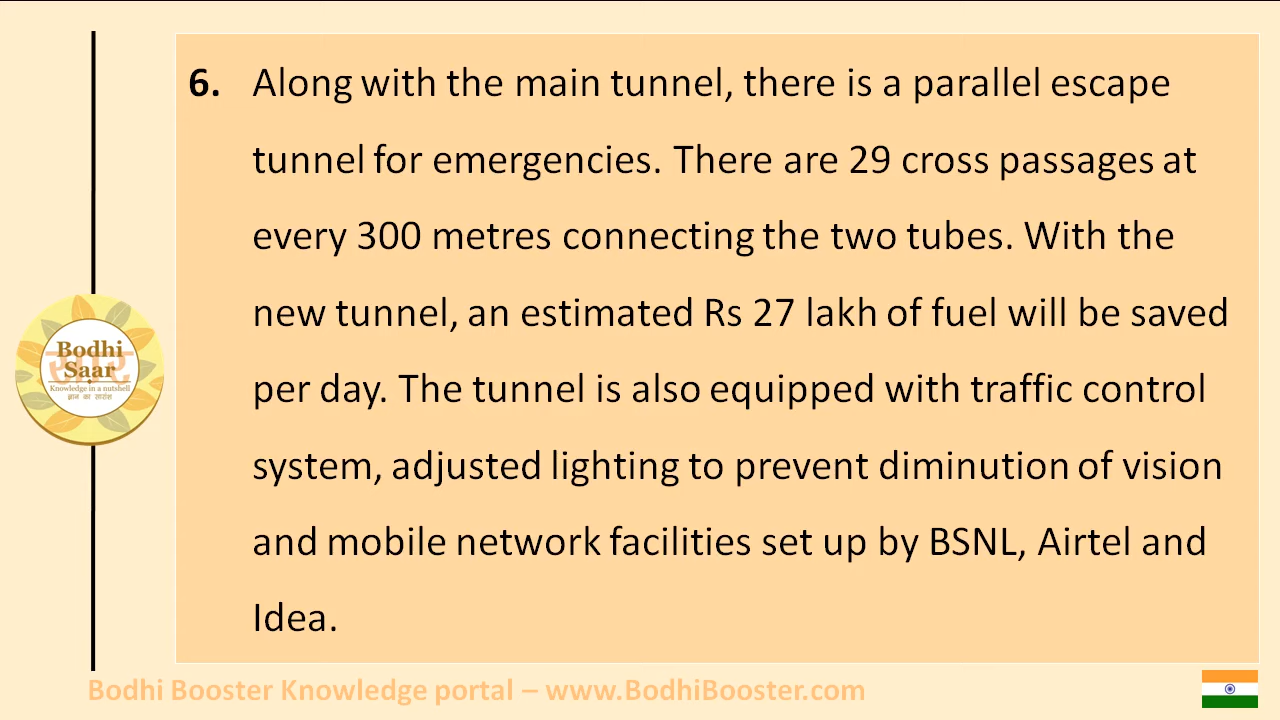 6. Along with the main tunnel, there is a parallel escape
tunnel for emergencies. There are 29 cross passages at
every 300 metres connecting the two tubes. With the
new tunnel, an estimated Rs 27 lakh of fuel will be saved
per day. The tunnel is also equipped with traffic control
system, adjusted lighting to prevent diminution of vision
and mobile network facilities set up by BSNL, Airtel and
Idea.
Bodhi
Saar
Knowledge in a nutshell
ज्ञान का सारांश
Bodhi Booster Knowledge portal – www.BodhiBooster.com